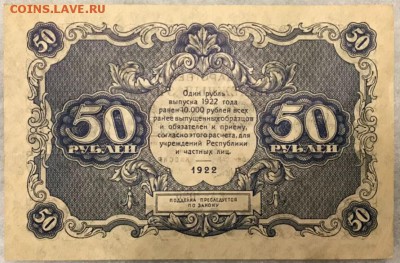 COINS.LAVE.RU
50
50
Один рубль
выпуска 1922 года
равен 10.000 рублей всех
ранее выпущенных образцов
и обязателен к приему,
согласно этого расчета, для
учреждений Республики
и частных лиц.
50 50
РУБЛЕЙ РУБЛЕЙ
1922
ПОДДЕЛКА ПРЕСЛЕДУЕТСЯ
ПО ЗАКОНУ
50
50